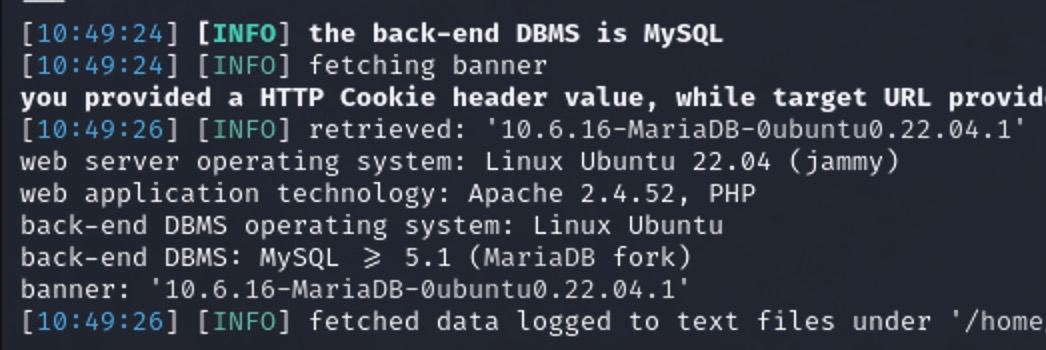 [10:49:24] [INFO] the back-end DBMS is MySQL
[10:49:24] [INFO] fetching banner
you provided a HTTP Cookie header value, while target URL provid
[10:49:26] [INFO] retrieved: '10.6.16-MariaDB-0ubuntu0.22.04.1'
web server operating system: Linux Ubuntu 22.04 (jammy)
web application technology: Apache 2.4.52, PHP
back-end DBMS operating system: Linux Ubuntu
back-end DBMS: MySQL ≥ 5.1 (MariaDB fork)
banner: '10.6.16-MariaDB-0ubuntu0.22.04.1'
[10:49:26] [INFO] fetched data logged to text files under '/home